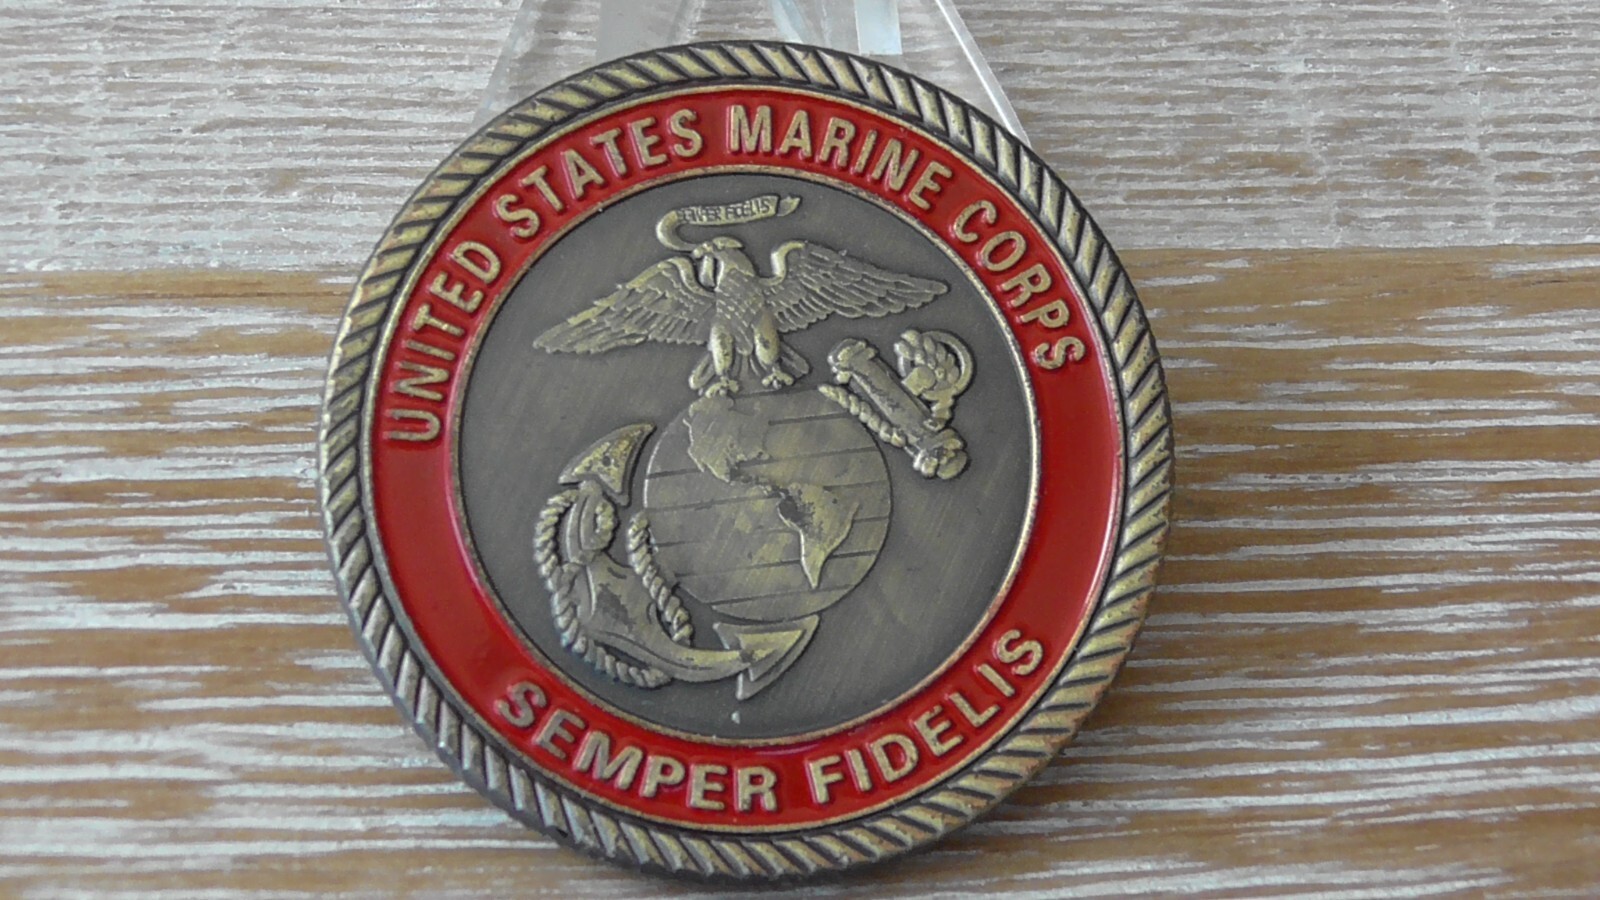 UNITED STATES MARINE CORPS
SEMPER FIDELIS
SEMPER FIDELIS